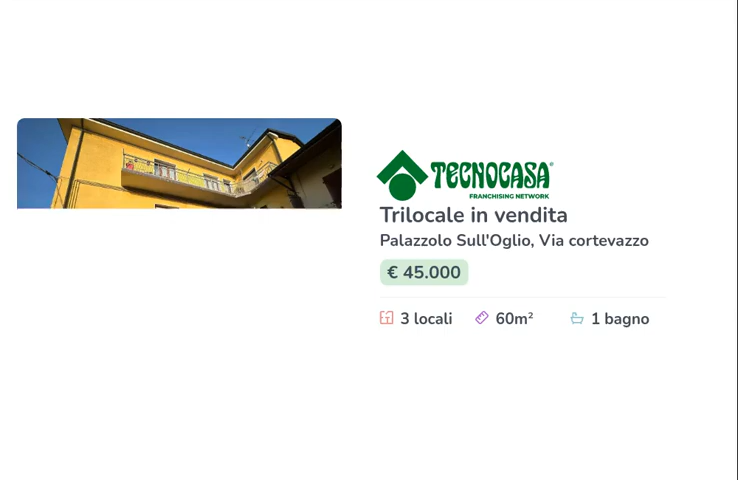 TECNOCASA®
FRANCHISING NETWORK
Trilocale in vendita
Palazzolo Sull'Oglio, Via cortevazzo
€ 45.000
3 locali 60m² 1 bagno